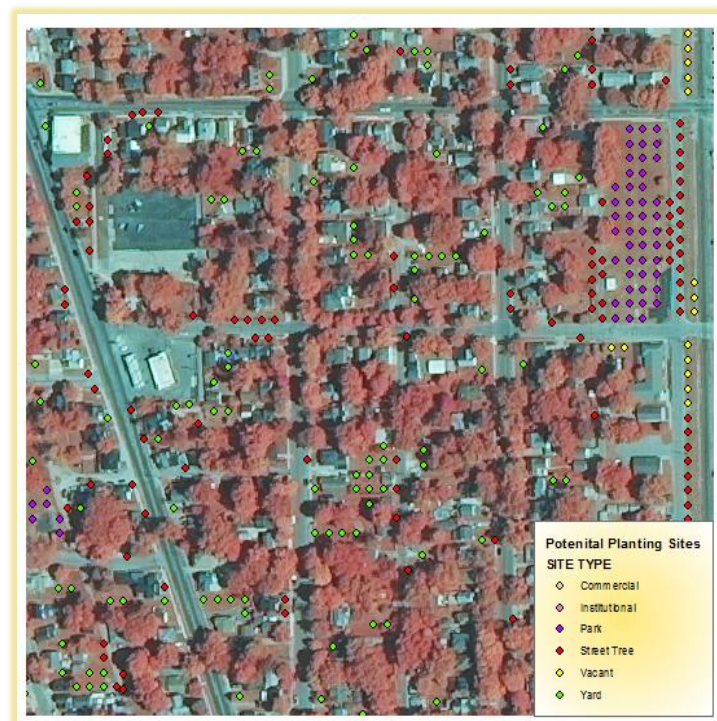 Potenital Planting Sites
SITE TYPE
Commercial
Institutional
Park
Street Tree
Vacant
Yard